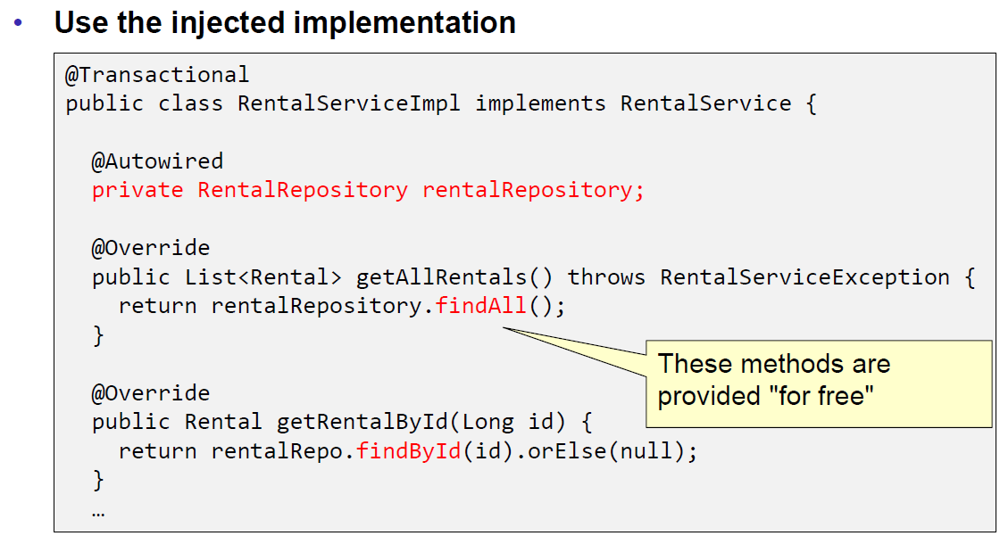 • Use the injected implementation
@Transactional
public class RentalServiceImpl implements RentalService {
@Autowired
private RentalRepository rentalRepository;
@Override
public List<Rental> getAllRentals() throws RentalServiceException {
return rentalRepository.findAll();
}
These methods are
provided "for free"
@Override
public Rental getRentalById(Long id) {
return rentalRepo.findById(id).orElse(null);
}
…